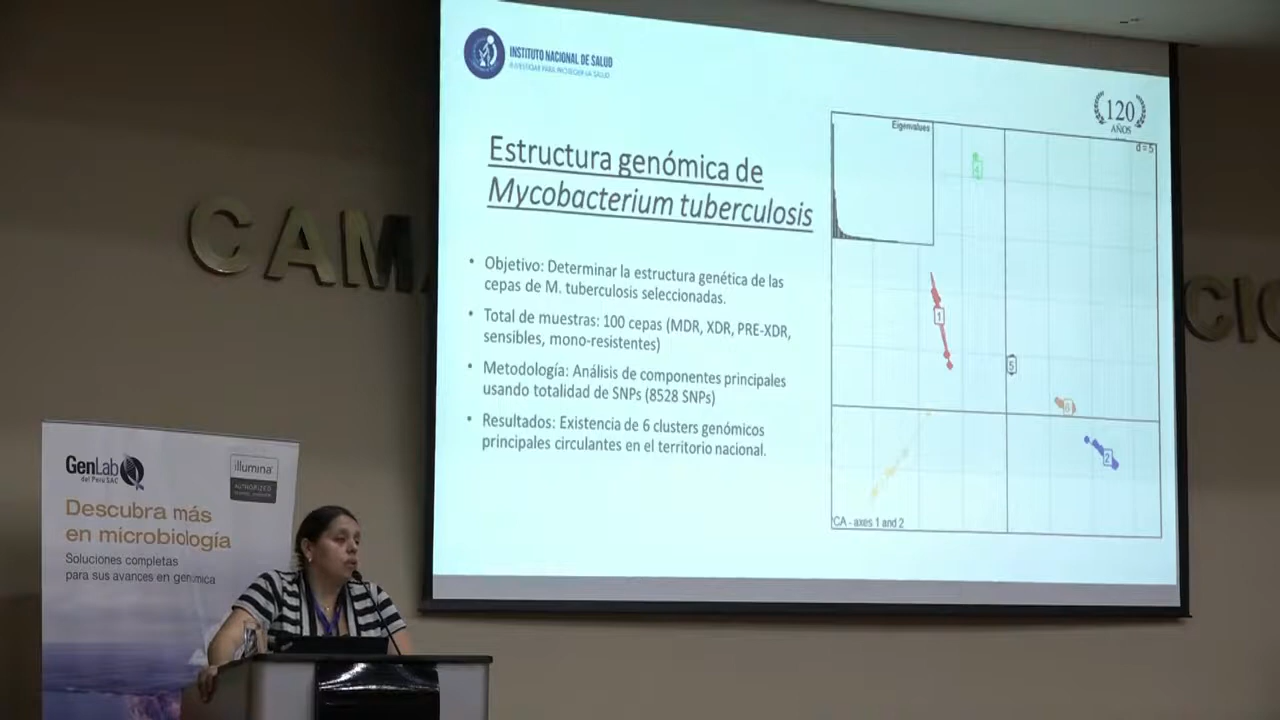 INSTITUTO NACIONAL DE SALUD
INVESTIGAR PARA PROTEGER LA SALUD
120
AÑOS
Estructura genómica de
Mycobacterium tuberculosis
• Objetivo: Determinar la estructura genética de las
cepas de M. tuberculosis seleccionadas.
• Total de muestras: 100 cepas (MDR, XDR, PRE-XDR,
sensibles, mono-resistentes)
• Metodología: Análisis de componentes principales
usando totalidad de SNPs (8528 SNPs)
• Resultados: Existencia de 6 clusters genómicos
principales circulantes en el territorio nacional.
Eigenvalues
d = 5
4
1
5
6
2
CA - axes 1 and 2
CAMA
CIO
GenLab
del Perú SAC
illumina
AUTHORIZED
Descubra más
en microbiología
Soluciones completas
para sus avances en genómica